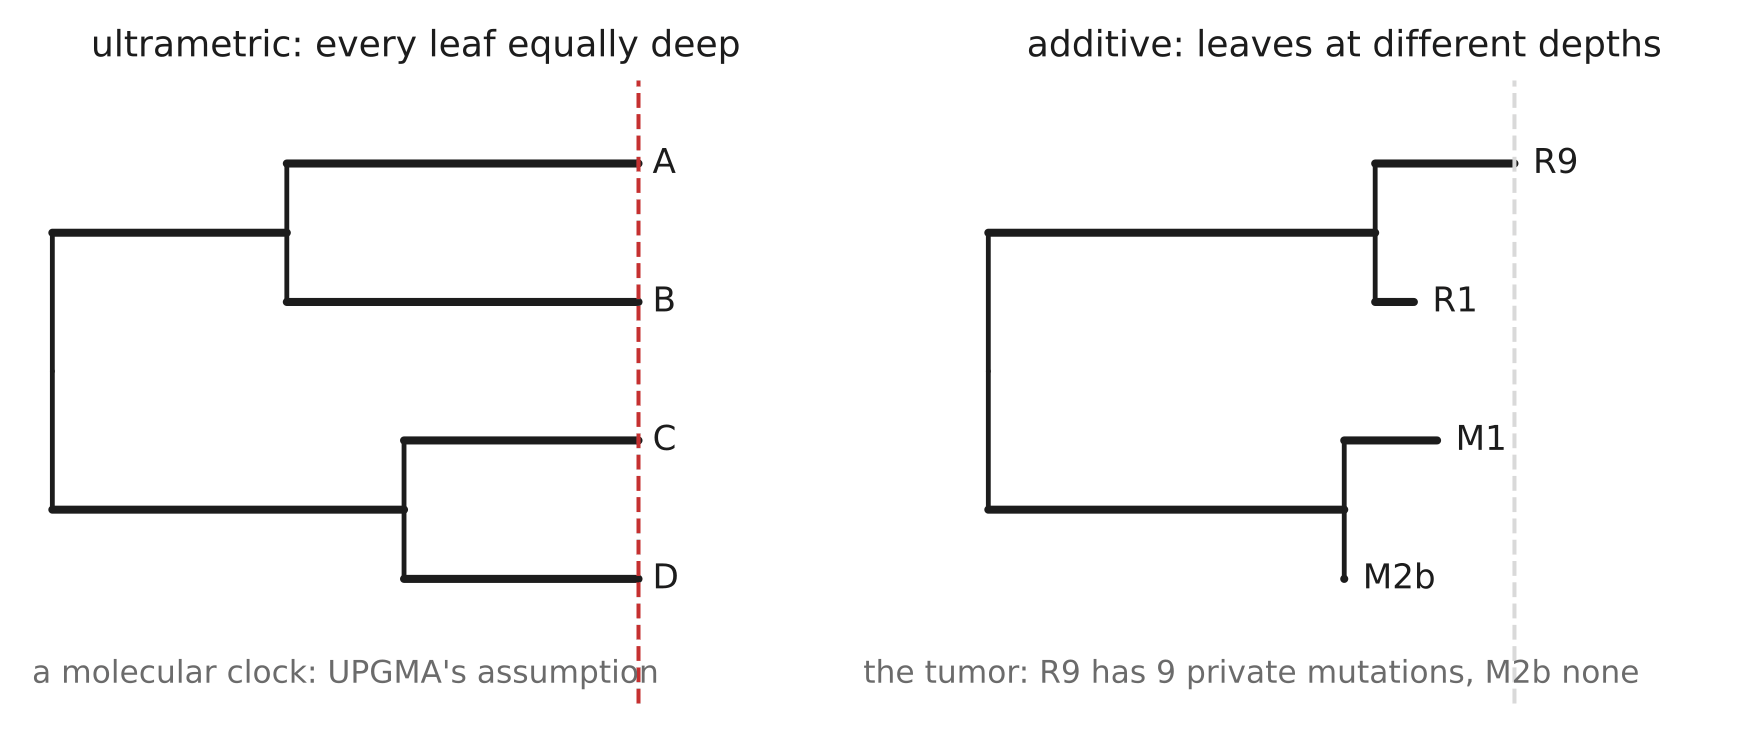 ultrametric: every leaf equally deep
A
B
C
D
a molecular clock: UPGMA's assumption
additive: leaves at different depths
R9
R1
M1
M2b
the tumor: R9 has 9 private mutations, M2b none